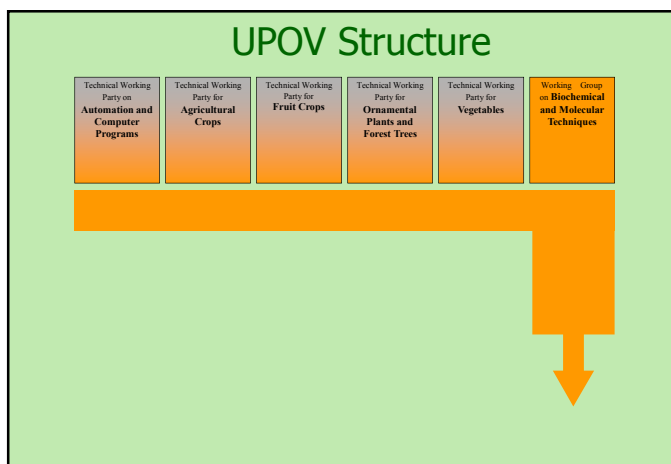 UPOV Structure
Technical Working
Party on
Automation and
Computer
Programs
Technical Working
Party for
Agricultural
Crops
Technical Working
Party for
Fruit Crops
Technical Working
Party for
Ornamental
Plants and
Forest Trees
Technical Working
Party for
Vegetables
Working Group
on Biochemical
and Molecular
Techniques